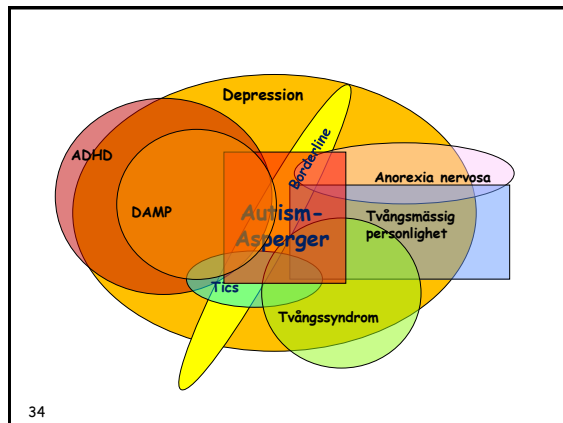 Depression
Borderline
ADHD
Anorexia nervosa
DAMP
Autism-
Asperger
Tvångsmässig
personlighet
Tics
Tvångssyndrom
34